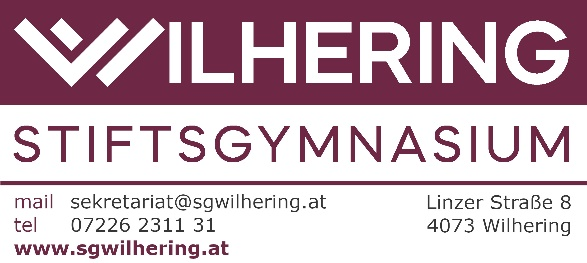 WILHERING
STIFTSGYMNASIUM
mail sekretariat@sgwilhering.at
tel 07226 2311 31
www.sgwilhering.at
Linzer Straße 8
4073 Wilhering